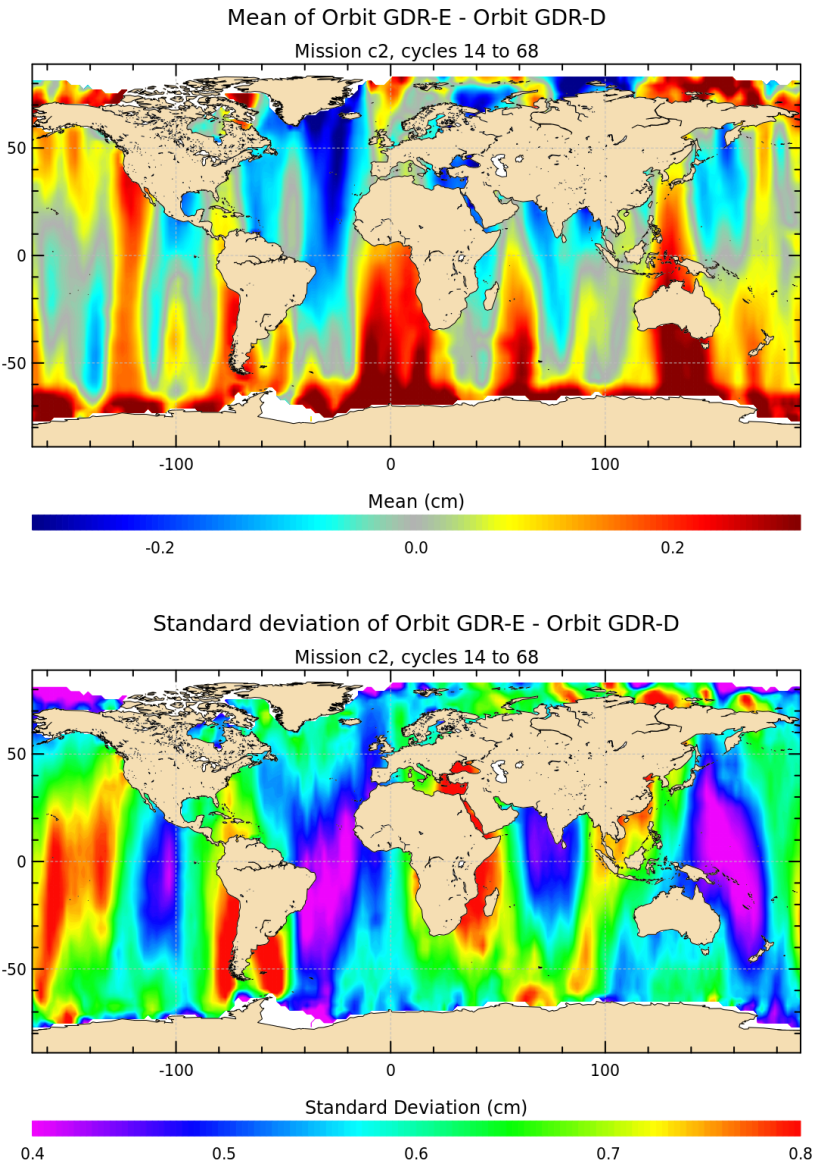 Mean of Orbit GDR-E - Orbit GDR-D
Mission c2, cycles 14 to 68
50
0
-50
-100 0 100
Mean (cm)
-0.2 0.0 0.2
Standard deviation of Orbit GDR-E - Orbit GDR-D
Mission c2, cycles 14 to 68
50
0
-50
-100 0 100
Standard Deviation (cm)
0.4 0.5 0.6 0.7 0.8